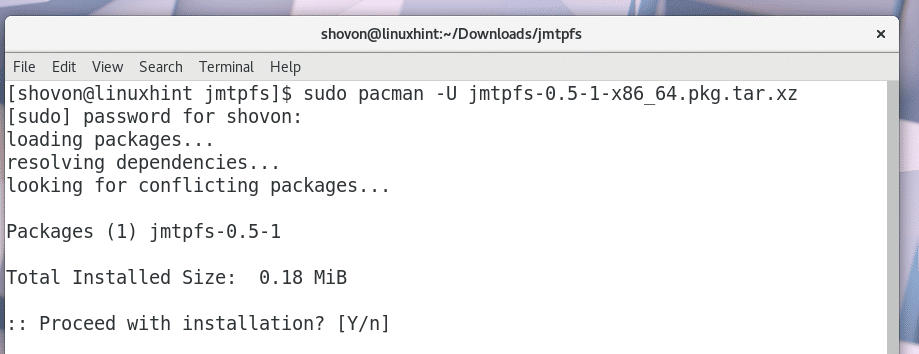 shovon@linuxhint:~/Downloads/jmtpfs ×
File Edit View Search Terminal Help
[shovon@linuxhint jmtpfs]$ sudo pacman -U jmtpfs-0.5-1-x86_64.pkg.tar.xz
[sudo] password for shovon:
loading packages...
resolving dependencies...
looking for conflicting packages...
Packages (1) jmtpfs-0.5-1
Total Installed Size:  0.18 MiB
:: Proceed with installation? [Y/n]